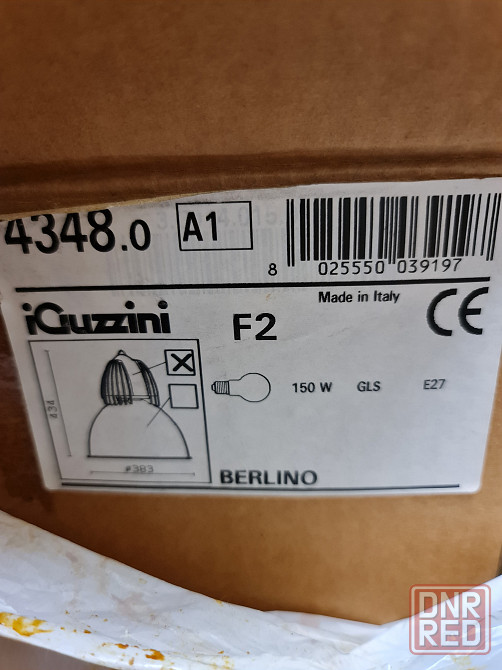 4348.0 A1
8 025550 039197
iGuzzini
F2
Made in Italy
CE
434
ø383
150 W GLS E27
BERLINO
DNR
RED